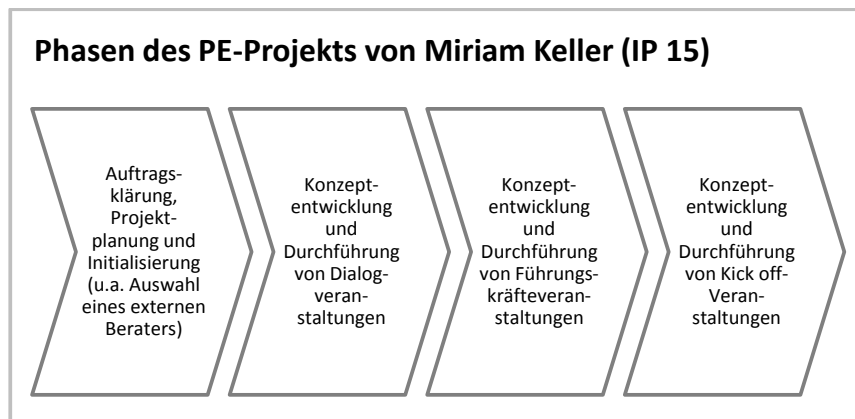 Phasen des PE-Projekts von Miriam Keller (IP 15)
Auftrags-
klärung,
Projekt-
planung und
Initialisierung
(u.a. Auswahl
eines externen
Beraters)
Konzept-
entwicklung
und
Durchführung
von Dialog-
veran-
staltungen
Konzept-
entwicklung
und
Durchführung
von Führungs-
kräfteveran-
staltungen
Konzept-
entwicklung
und
Durchführung
von Kick off-
Veran-
staltungen